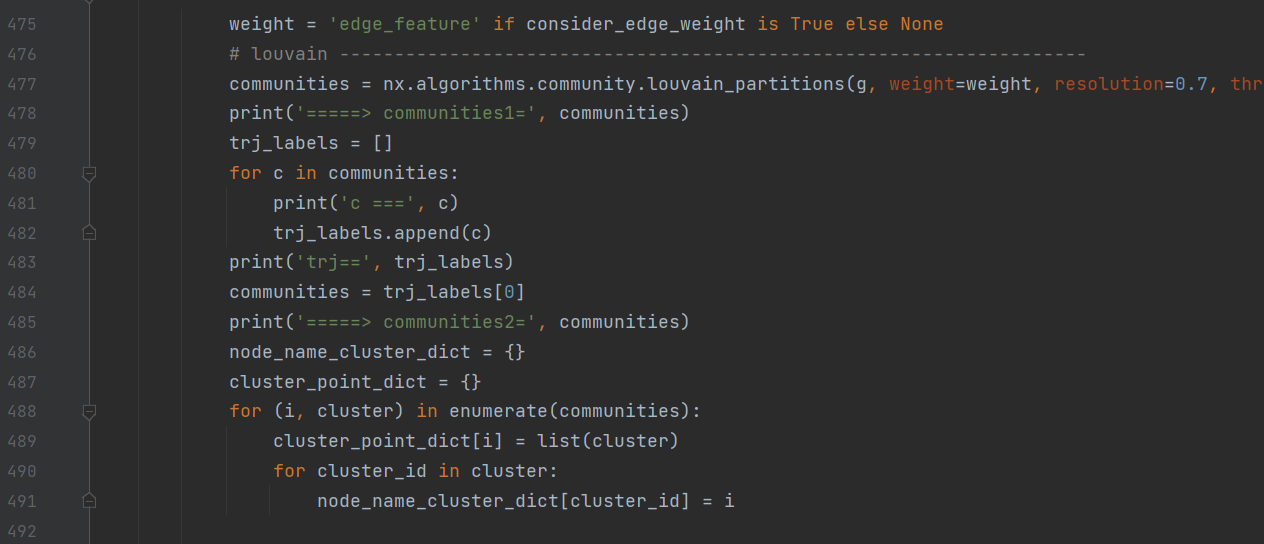 475 weight = 'edge_feature' if consider_edge_weight is True else None
476 # louvain --------------------------------------------------------------------
477 communities = nx.algorithms.community.louvain_partitions(g, weight=weight, resolution=0.7, thr
478 print('=====> communities1=', communities)
479 trj_labels = []
480 for c in communities:
481 print('c ===', c)
482 trj_labels.append(c)
483 print('trj==', trj_labels)
484 communities = trj_labels[0]
485 print('=====> communities2=', communities)
486 node_name_cluster_dict = {}
487 cluster_point_dict = {}
488 for (i, cluster) in enumerate(communities):
489 cluster_point_dict[i] = list(cluster)
490 for cluster_id in cluster:
491 node_name_cluster_dict[cluster_id] = i
492